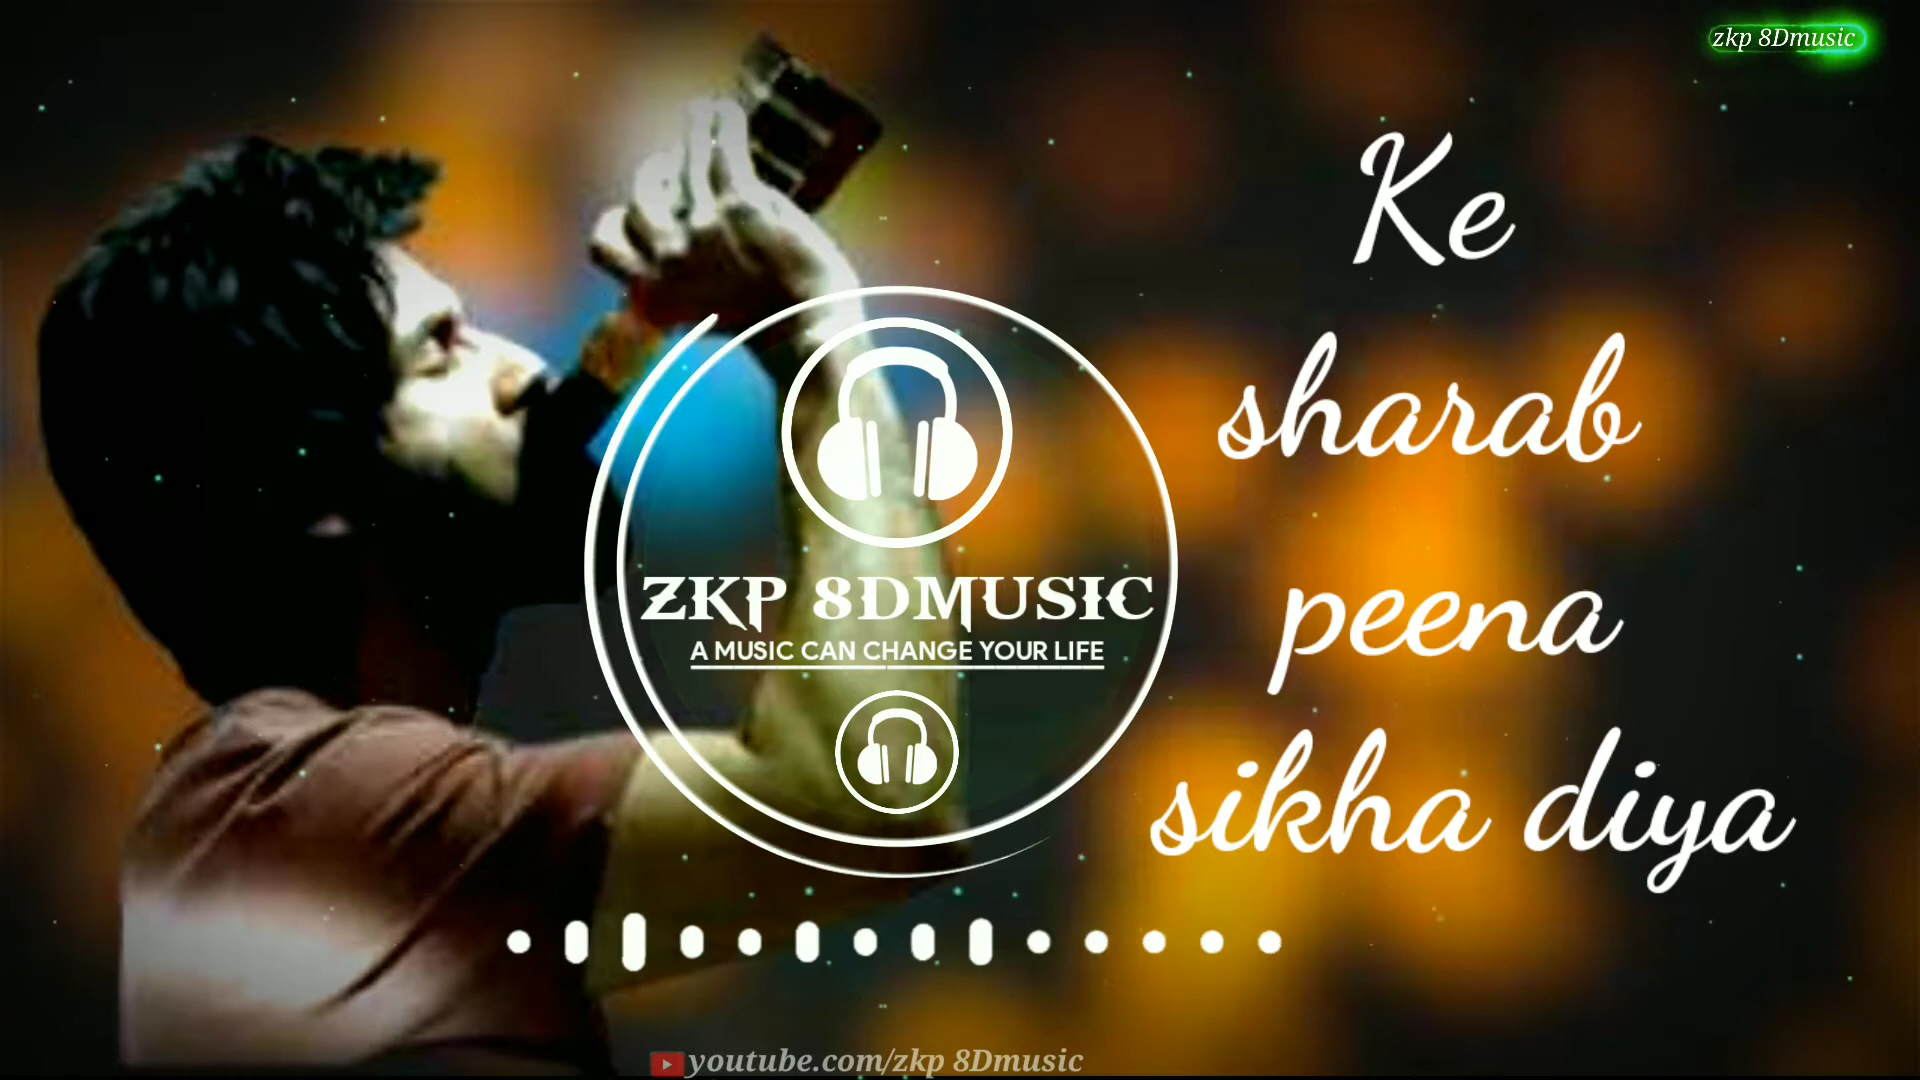 zkp 8Dmusic
Ke
sharab
peena
sikha diya
ZKP 8DMUSIC
A MUSIC CAN CHANGE YOUR LIFE
youtube.com/zkp 8Dmusic